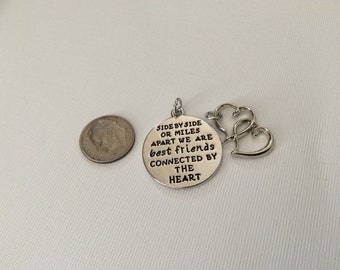 SIDE BY SIDE
OR MILES
APART WE ARE
best friends
CONNECTED BY
THE
HEART